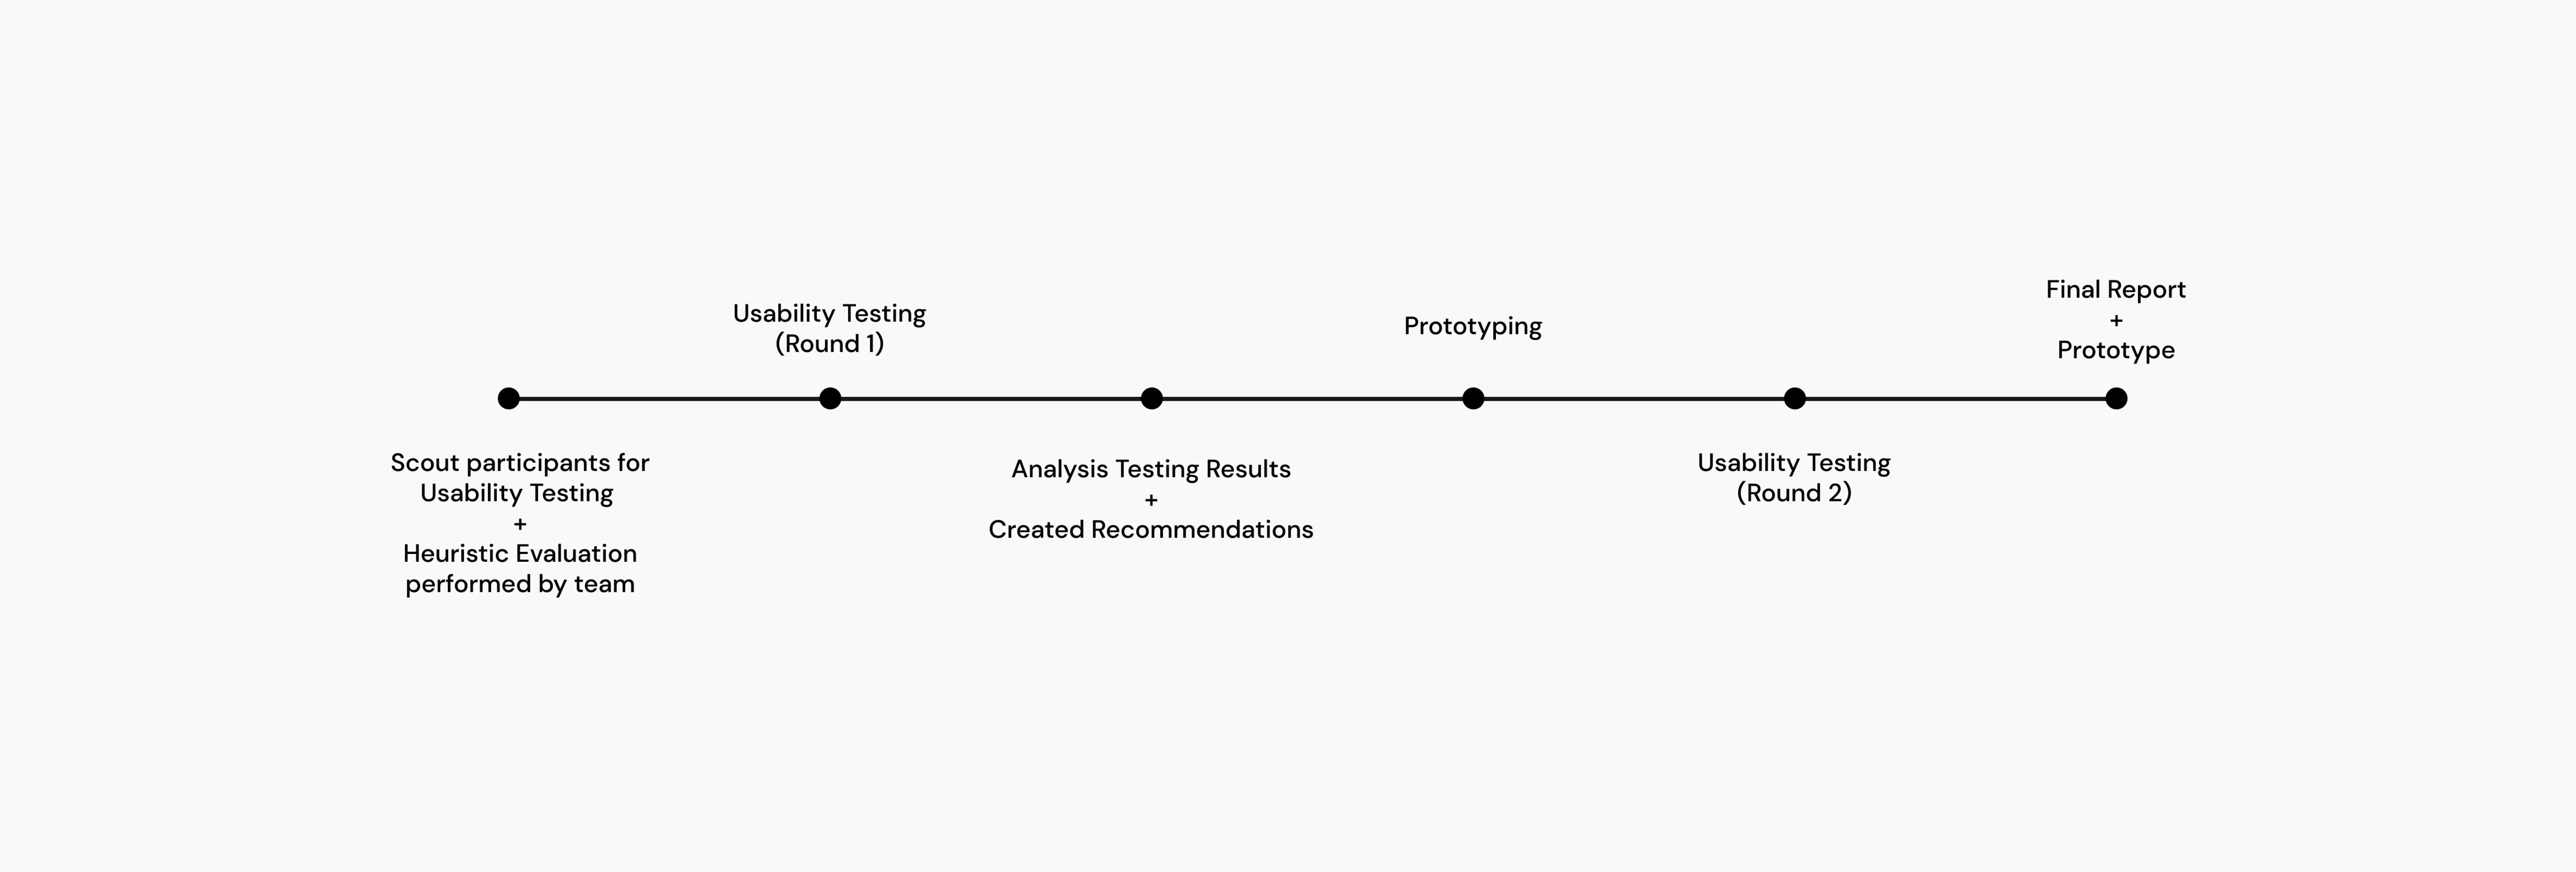 Scout participants for
Usability Testing
+
Heuristic Evaluation
performed by team
Usability Testing
(Round 1)
Analysis Testing Results
+
Created Recommendations
Prototyping
Usability Testing
(Round 2)
Final Report
+
Prototype